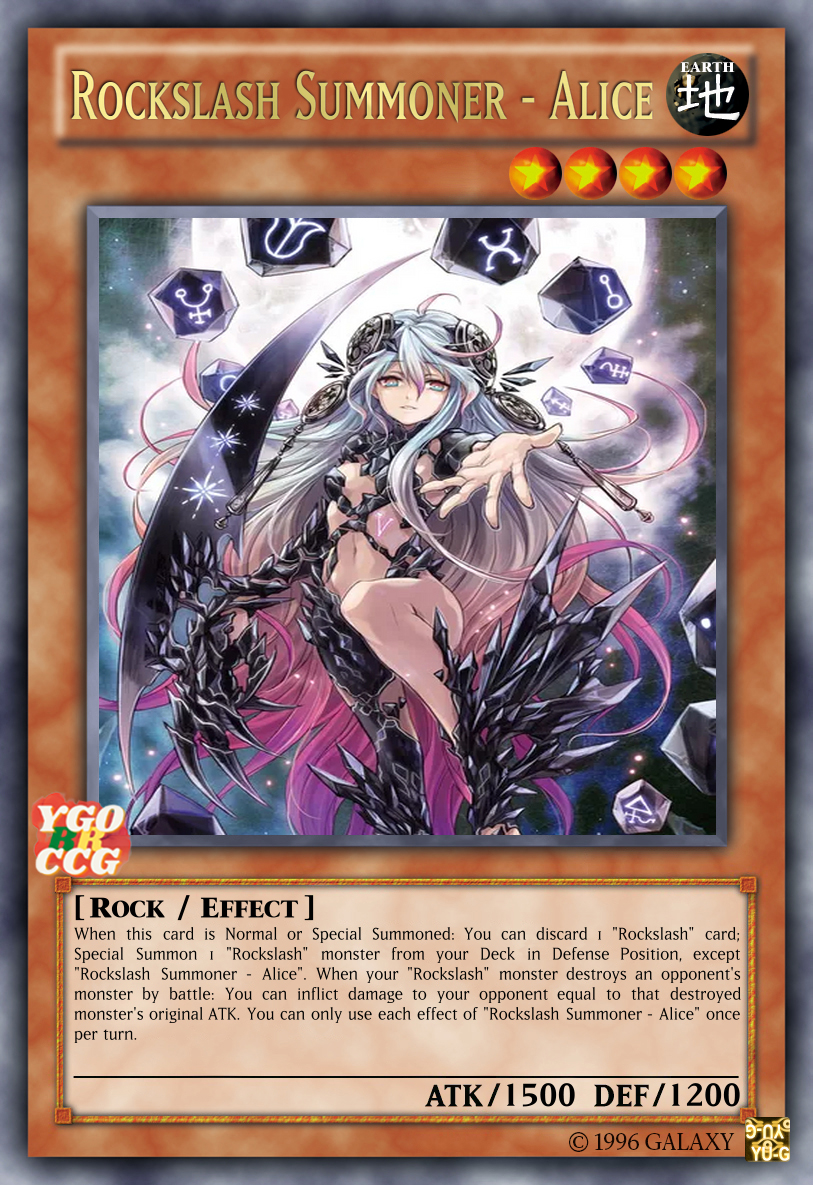 Rockslash Summoner - Alice
EARTH
地
YGO
RR
CCG
[ Rock / Effect ]
When this card is Normal or Special Summoned: You can discard 1 "Rockslash" card;
Special Summon 1 "Rockslash" monster from your Deck in Defense Position, except
"Rockslash Summoner - Alice". When your "Rockslash" monster destroys an opponent's
monster by battle: You can inflict damage to your opponent equal to that destroyed
monster's original ATK. You can only use each effect of "Rockslash Summoner - Alice" once
per turn.
ATK/1500 DEF/1200
© 1996 GALAXY